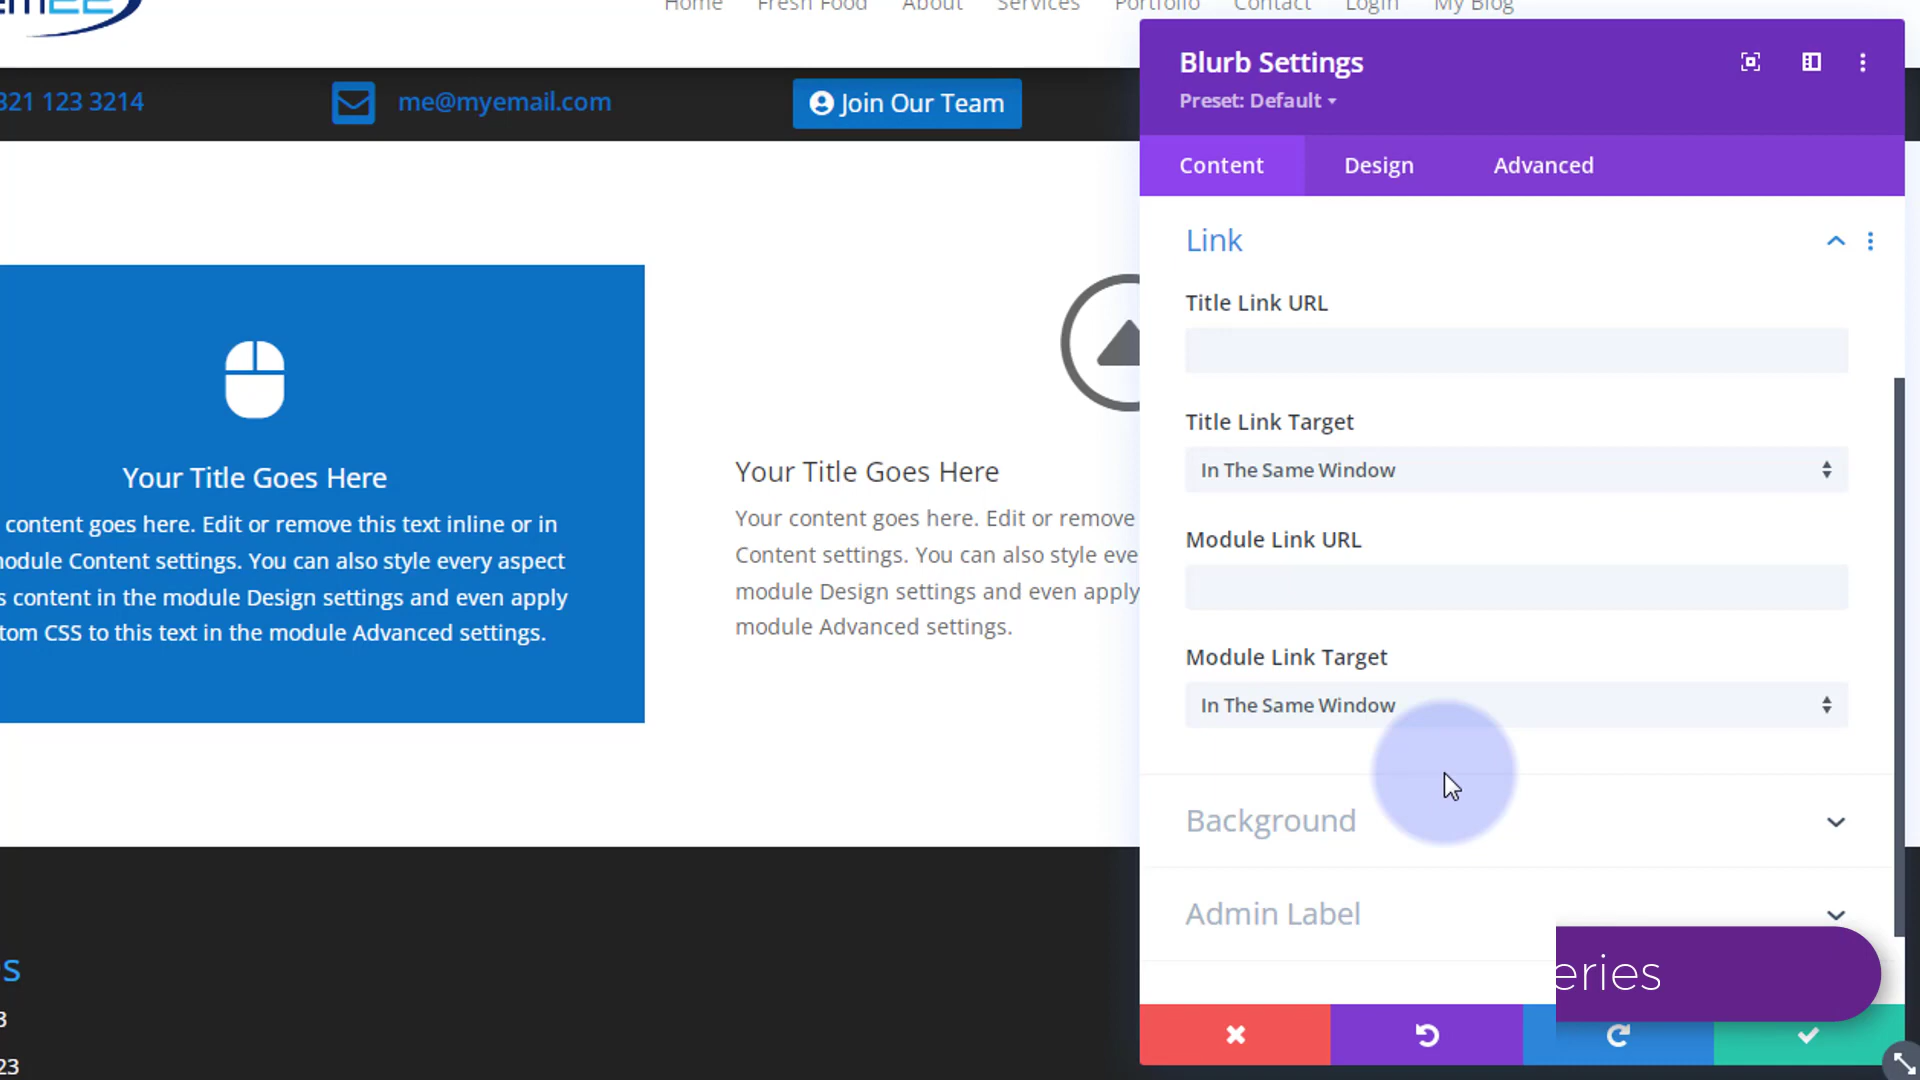 Home Fresh Food About Services Portfolio Contact Login My Blog
321 123 3214
me@myemail.com
Join Our Team
Your Title Goes Here
content goes here. Edit or remove this text inline or in
module Content settings. You can also style every aspect
s content in the module Design settings and even apply
tom CSS to this text in the module Advanced settings.
Your Title Goes Here
Your content goes here. Edit or remove
Content settings. You can also style eve
module Design settings and even apply
module Advanced settings.
s
3
23
Blurb Settings
Preset: Default
Content Design Advanced
Link
Title Link URL
Title Link Target
In The Same Window
Module Link URL
Module Link Target
In The Same Window
Background
Admin Label
eries